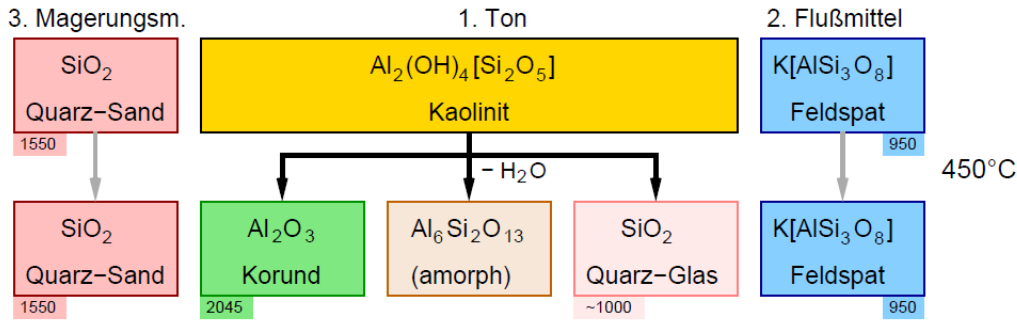 3. Magerungsm.
1. Ton
2. Flußmittel
SiO₂
Quarz−Sand
1550
Al₂(OH)₄[Si₂O₅]
Kaolinit
K[AlSi₃O₈]
Feldspat
950
− H₂O
450°C
SiO₂
Quarz−Sand
1550
Al₂O₃
Korund
2045
Al₆Si₂O₁₃
(amorph)
SiO₂
Quarz−Glas
~1000
K[AlSi₃O₈]
Feldspat
950